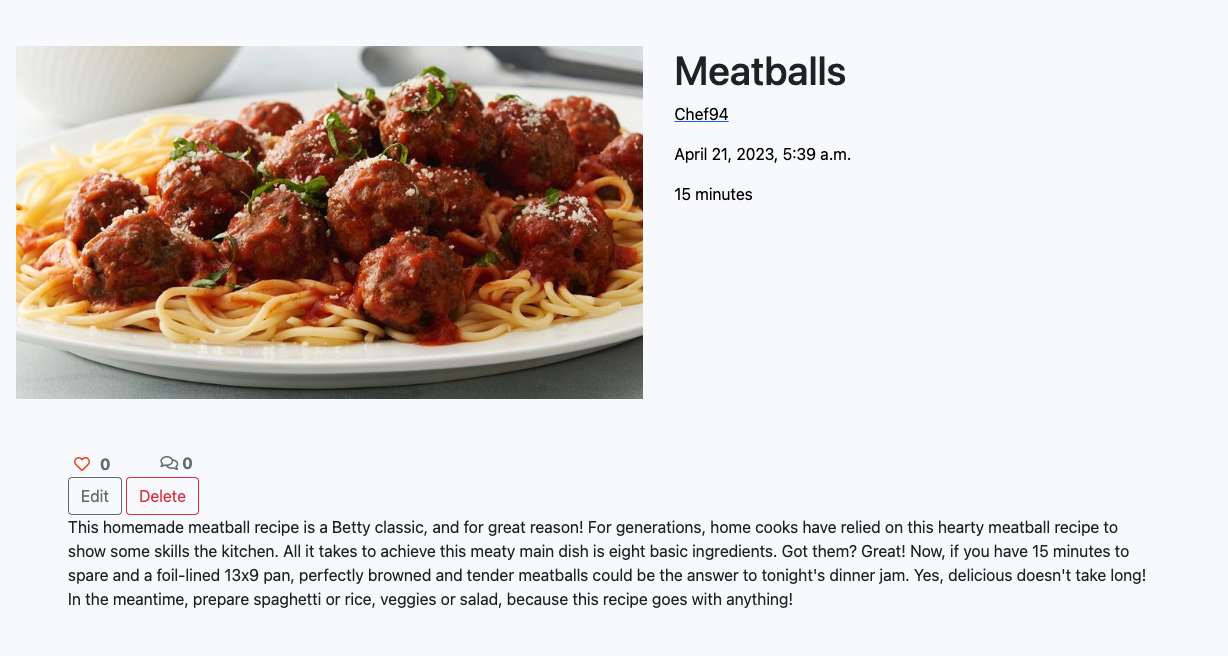 Meatballs
Chef94
April 21, 2023, 5:39 a.m.
15 minutes
0 0
Edit Delete
This homemade meatball recipe is a Betty classic, and for great reason! For generations, home cooks have relied on this hearty meatball recipe to
show some skills the kitchen. All it takes to achieve this meaty main dish is eight basic ingredients. Got them? Great! Now, if you have 15 minutes to
spare and a foil-lined 13x9 pan, perfectly browned and tender meatballs could be the answer to tonight's dinner jam. Yes, delicious doesn't take long!
In the meantime, prepare spaghetti or rice, veggies or salad, because this recipe goes with anything!